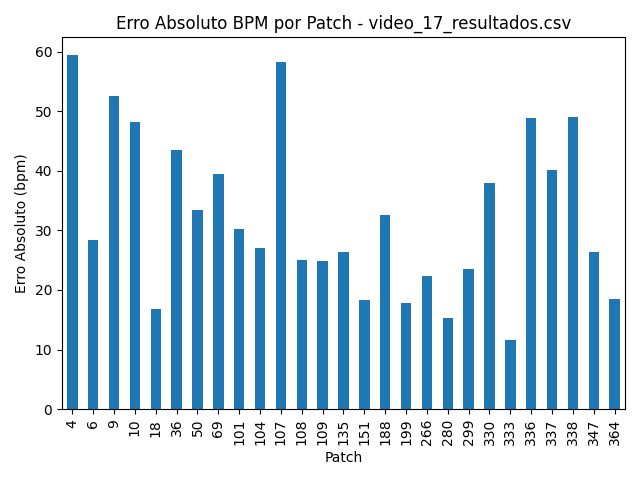 Erro Absoluto BPM por Patch - video_17_resultados.csv
Erro Absoluto (bpm)
60
50
40
30
20
10
0
4 6 9 10 18 36 50 69 101 104 107 108 109 135 151 188 199 266 280 299 330 333 336 337 338 347 364
Patch